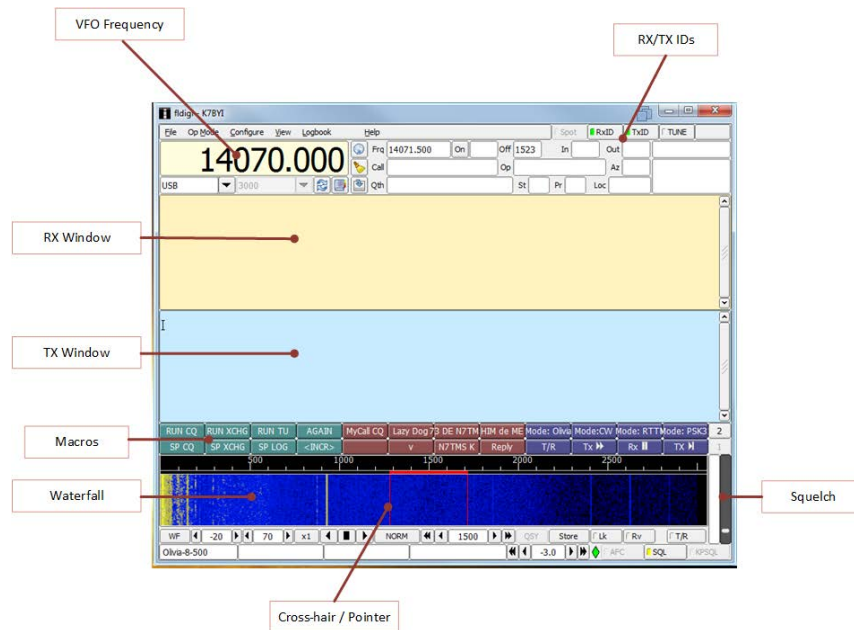 VFO Frequency
RX/TX IDs
fldigi - K7BYI
File Op Mode Configure View Logbook Help Spot RxID TxID TUNE
14070.000
Frq 14071.500 On Off 1523 In Out
Call Op Az
USB 3000 Qth St Pr Loc
RX Window
TX Window
Macros
RUN CQ RUN XCHG RUN TU AGAIN MyCall CQ Lazy Dog 73 DE N7TM HIM de ME Mode: Olivia Mode:CW Mode: RTT Mode: PSK3 2
SP CQ SP XCHG SP LOG <INCR> v N7TMS K Reply T/R Tx Rx TX 1
500 1000 1500 2000 2500
Waterfall
Squelch
WF -20 70 x1 NORM 1500 QSY Store Lk Rv T/R
Olivia-8-500 -3.0 AFC SQL KPSQL
Cross-hair / Pointer